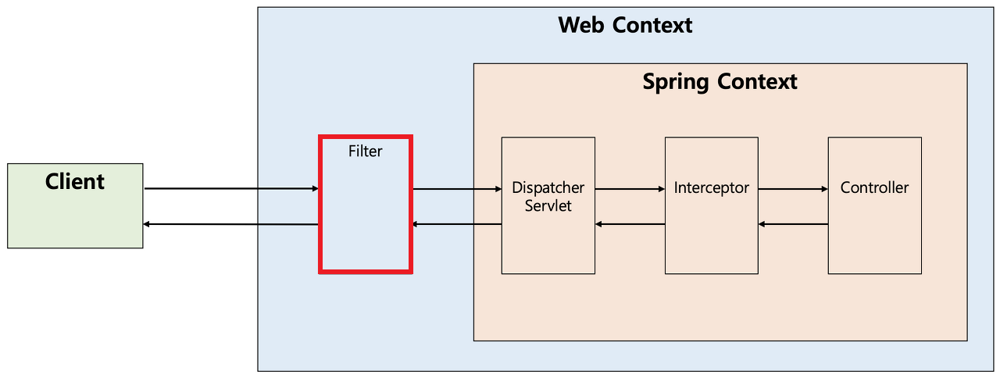 Web Context
Spring Context
Filter
Client
Dispatcher
Servlet
Interceptor
Controller